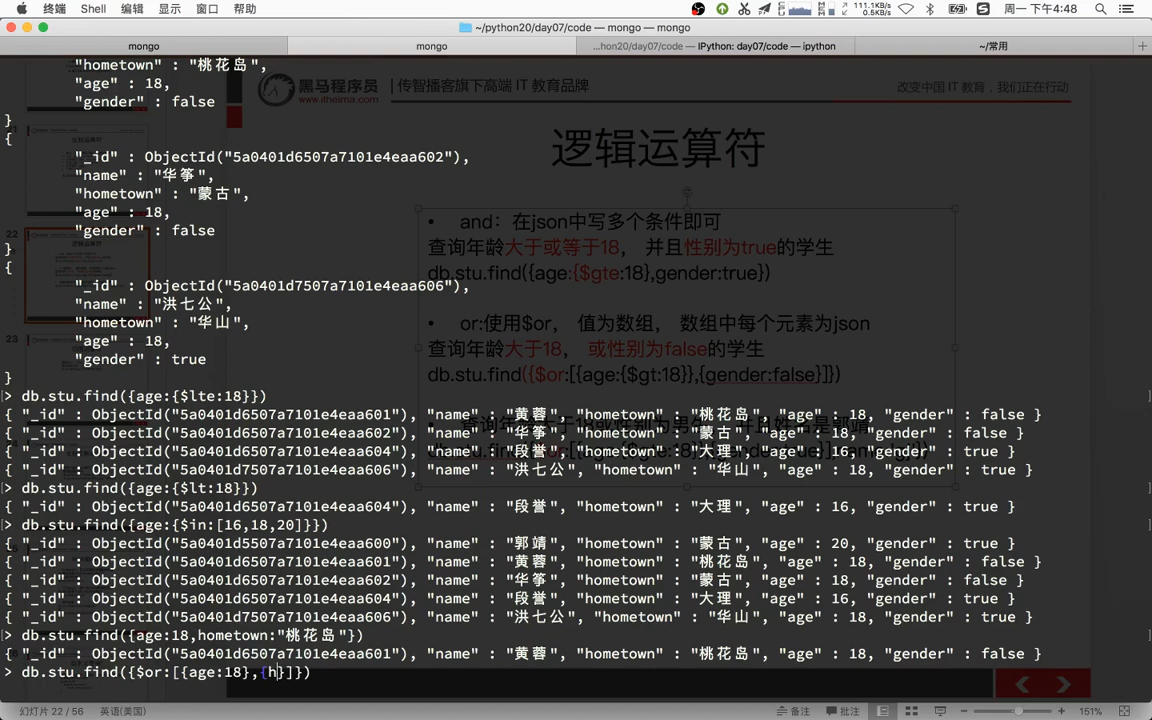 终端 Shell 编辑 显示 窗口 帮助
111.1KB/s
0.5KB/s
周一 下午4:48
~/python20/day07/code — mongo — mongo
mongo
mongo
...hon20/day07/code — IPython: day07/code — ipython
~/常用
"hometown" : "桃花岛",
"age" : 18,
"gender" : false
}
{
"_id" : ObjectId("5a0401d6507a7101e4eaa602"),
"name" : "华筝",
"hometown" : "蒙古",
"age" : 18,
"gender" : false
}
{
"_id" : ObjectId("5a0401d7507a7101e4eaa606"),
"name" : "洪七公",
"hometown" : "华山",
"age" : 18,
"gender" : true
}
> db.stu.find({age:{$lte:18}})
{ "_id" : ObjectId("5a0401d6507a7101e4eaa601"), "name" : "黄蓉", "hometown" : "桃花岛", "age" : 18, "gender" : false }
{ "_id" : ObjectId("5a0401d6507a7101e4eaa602"), "name" : "华筝", "hometown" : "蒙古", "age" : 18, "gender" : false }
{ "_id" : ObjectId("5a0401d6507a7101e4eaa604"), "name" : "段誉", "hometown" : "大理", "age" : 16, "gender" : true }
{ "_id" : ObjectId("5a0401d7507a7101e4eaa606"), "name" : "洪七公", "hometown" : "华山", "age" : 18, "gender" : true }
> db.stu.find({age:{$lt:18}})
{ "_id" : ObjectId("5a0401d6507a7101e4eaa604"), "name" : "段誉", "hometown" : "大理", "age" : 16, "gender" : true }
> db.stu.find({age:{$in:[16,18,20]}})
{ "_id" : ObjectId("5a0401d5507a7101e4eaa600"), "name" : "郭靖", "hometown" : "蒙古", "age" : 20, "gender" : true }
{ "_id" : ObjectId("5a0401d6507a7101e4eaa601"), "name" : "黄蓉", "hometown" : "桃花岛", "age" : 18, "gender" : false }
{ "_id" : ObjectId("5a0401d6507a7101e4eaa602"), "name" : "华筝", "hometown" : "蒙古", "age" : 18, "gender" : false }
{ "_id" : ObjectId("5a0401d6507a7101e4eaa604"), "name" : "段誉", "hometown" : "大理", "age" : 16, "gender" : true }
{ "_id" : ObjectId("5a0401d7507a7101e4eaa606"), "name" : "洪七公", "hometown" : "华山", "age" : 18, "gender" : true }
> db.stu.find({age:18,hometown:"桃花岛"})
{ "_id" : ObjectId("5a0401d6507a7101e4eaa601"), "name" : "黄蓉", "hometown" : "桃花岛", "age" : 18, "gender" : false }
> db.stu.find({$or:[{age:18},{h}]})
黑马程序员
www.itheima.com
传智播客旗下高端 IT 教育品牌
改变中国 IT 教育，我们正在行动
逻辑运算符
• and：在json中写多个条件即可
查询年龄大于或等于18， 并且性别为true的学生
db.stu.find({age:{$gte:18},gender:true})
• or:使用$or， 值为数组， 数组中每个元素为json
查询年龄大于18， 或性别为false的学生
db.stu.find({$or:[{age:{$gt:18}},{gender:false}]})
22
23
幻灯片 22 / 56
英语(美国)
备注
批注
151%